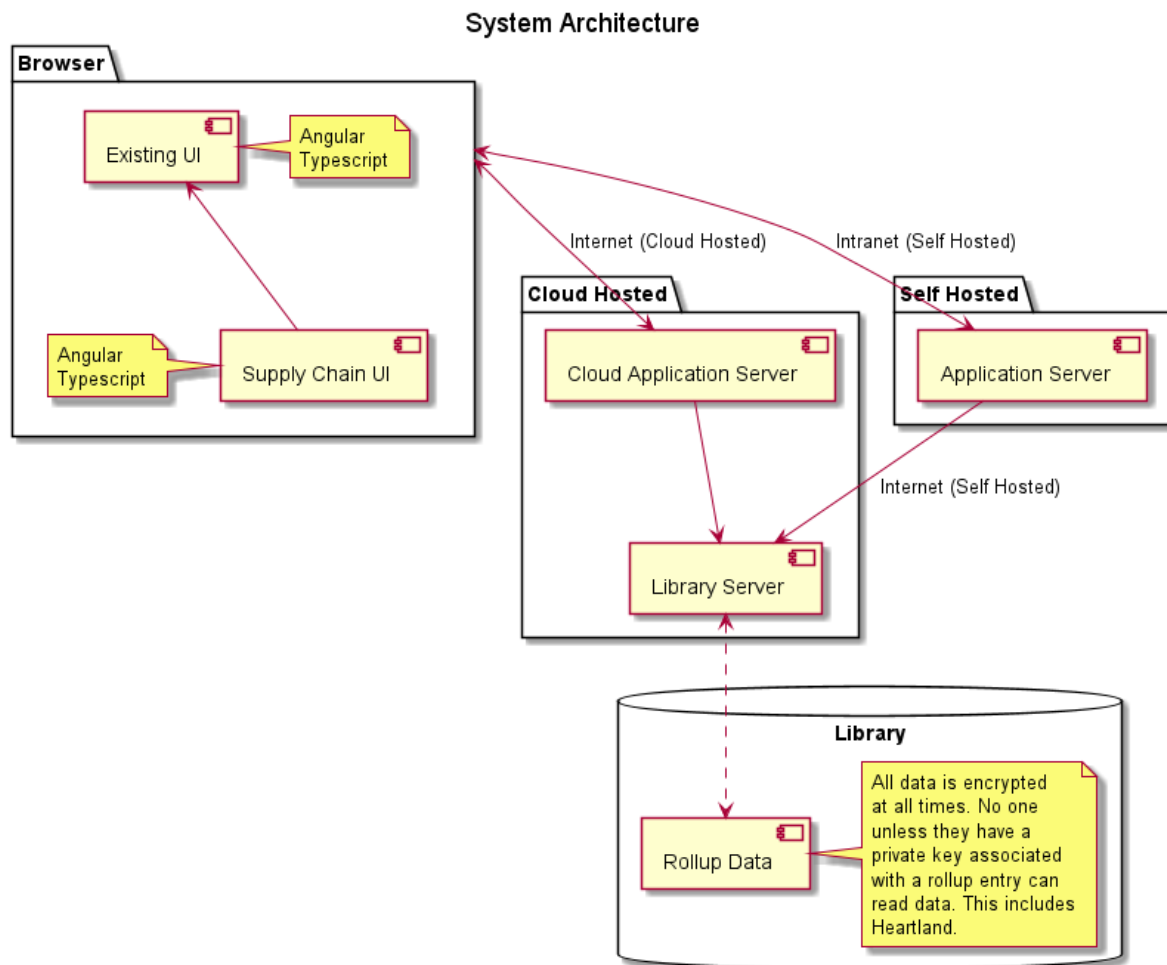 System Architecture
Browser
Existing UI
Angular
Typescript
Internet (Cloud Hosted)
Intranet (Self Hosted)
Cloud Hosted
Self Hosted
Angular
Typescript
Supply Chain UI
Cloud Application Server
Application Server
Internet (Self Hosted)
Library Server
Library
Rollup Data
All data is encrypted
at all times. No one
unless they have a
private key associated
with a rollup entry can
read data. This includes
Heartland.